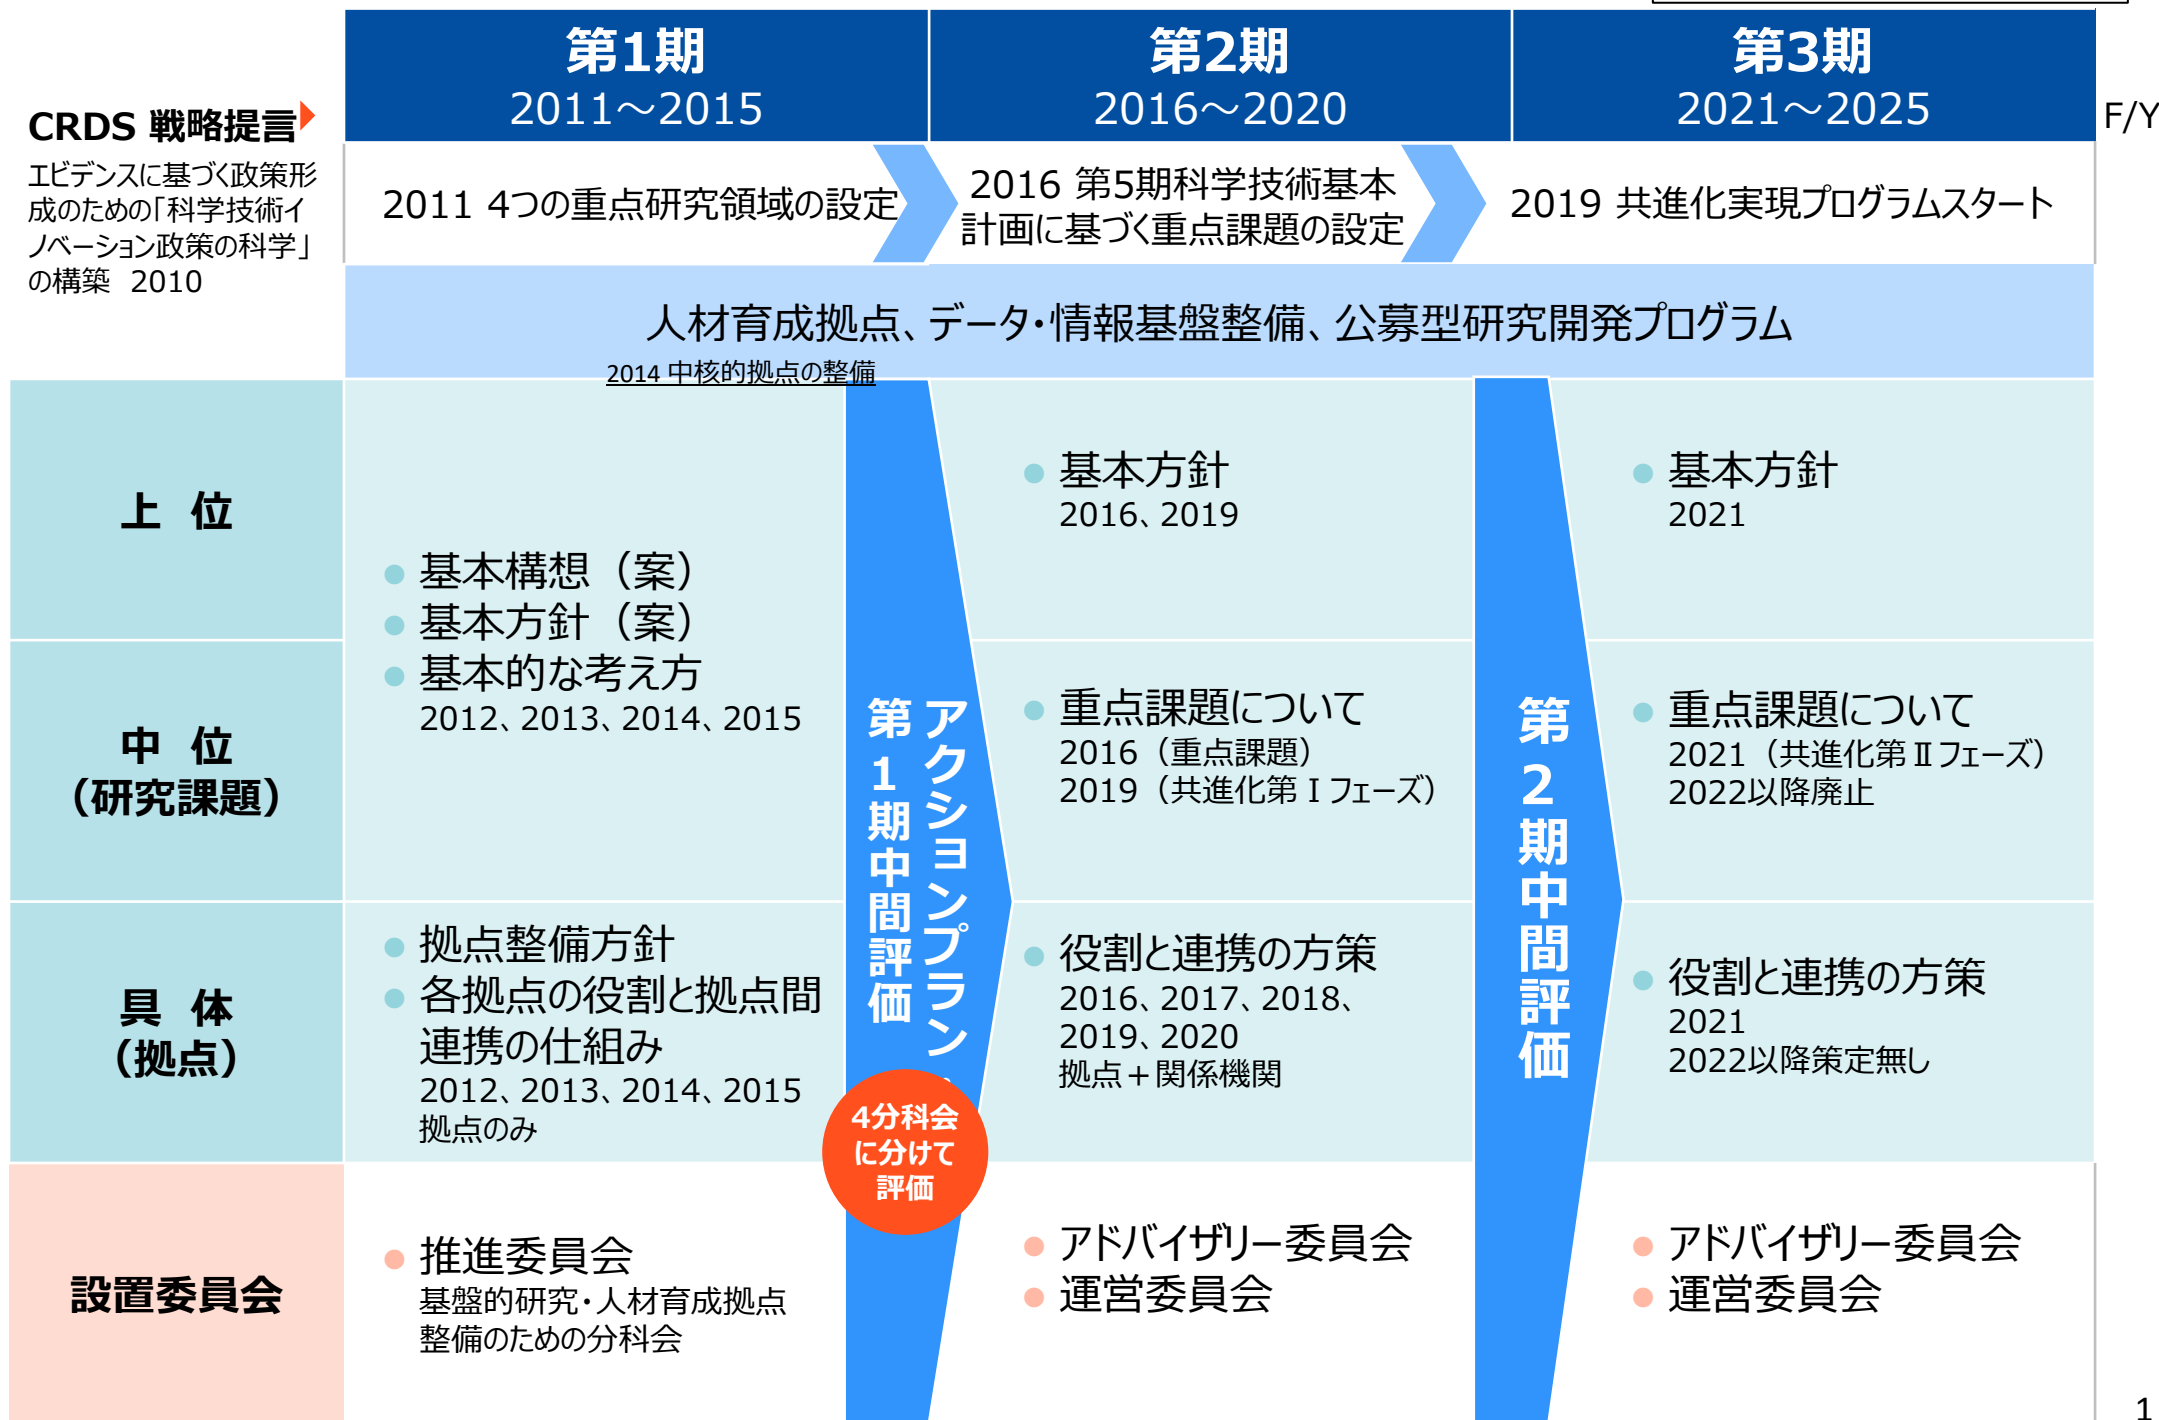 CRDS 戦略提言
エビデンスに基づく政策形
成のための「科学技術イ
ノベーション政策の科学」
の構築 2010
第1期
2011～2015
第2期
2016～2020
第3期
2021～2025
F/Y
2011 4つの重点研究領域の設定
2016 第5期科学技術基本
計画に基づく重点課題の設定
2019 共進化実現プログラムスタート
人材育成拠点、データ・情報基盤整備、公募型研究開発プログラム
2014 中核的拠点の整備
上 位
● 基本構想（案）
● 基本方針（案）
● 基本的な考え方
2012、2013、2014、2015
● 基本方針
2016、2019
● 基本方針
2021
中 位
（研究課題）
● 重点課題について
2016（重点課題）
2019（共進化第Ⅰフェーズ）
● 重点課題について
2021（共進化第Ⅱフェーズ）
2022以降廃止
アクションプラン・
第1期中間評価
第2期中間評価
具 体
（拠点）
● 拠点整備方針
● 各拠点の役割と拠点間
連携の仕組み
2012、2013、2014、2015
拠点のみ
● 役割と連携の方策
2016、2017、2018、
2019、2020
拠点＋関係機関
● 役割と連携の方策
2021
2022以降策定無し
4分科会
に分けて
評価
設置委員会
● 推進委員会
基盤的研究・人材育成拠点
整備のための分科会
● アドバイザリー委員会
● 運営委員会
● アドバイザリー委員会
● 運営委員会
1